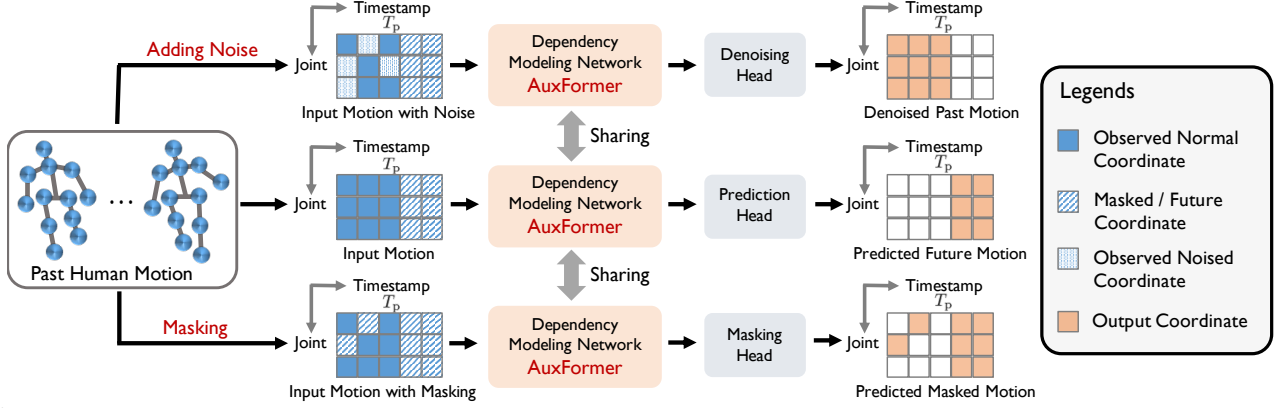 Adding Noise
Timestamp
T_p
Joint
Input Motion with Noise
Dependency
Modeling Network
AuxFormer
Denoising
Head
Timestamp
T_p
Joint
Denoised Past Motion
Sharing
...
Past Human Motion
Timestamp
T_p
Joint
Input Motion
Dependency
Modeling Network
AuxFormer
Prediction
Head
Timestamp
T_p
Joint
Predicted Future Motion
Sharing
Masking
Timestamp
T_p
Joint
Input Motion with Masking
Dependency
Modeling Network
AuxFormer
Masking
Head
Timestamp
T_p
Joint
Predicted Masked Motion
Legends
Observed Normal
Coordinate
Masked / Future
Coordinate
Observed Noised
Coordinate
Output Coordinate